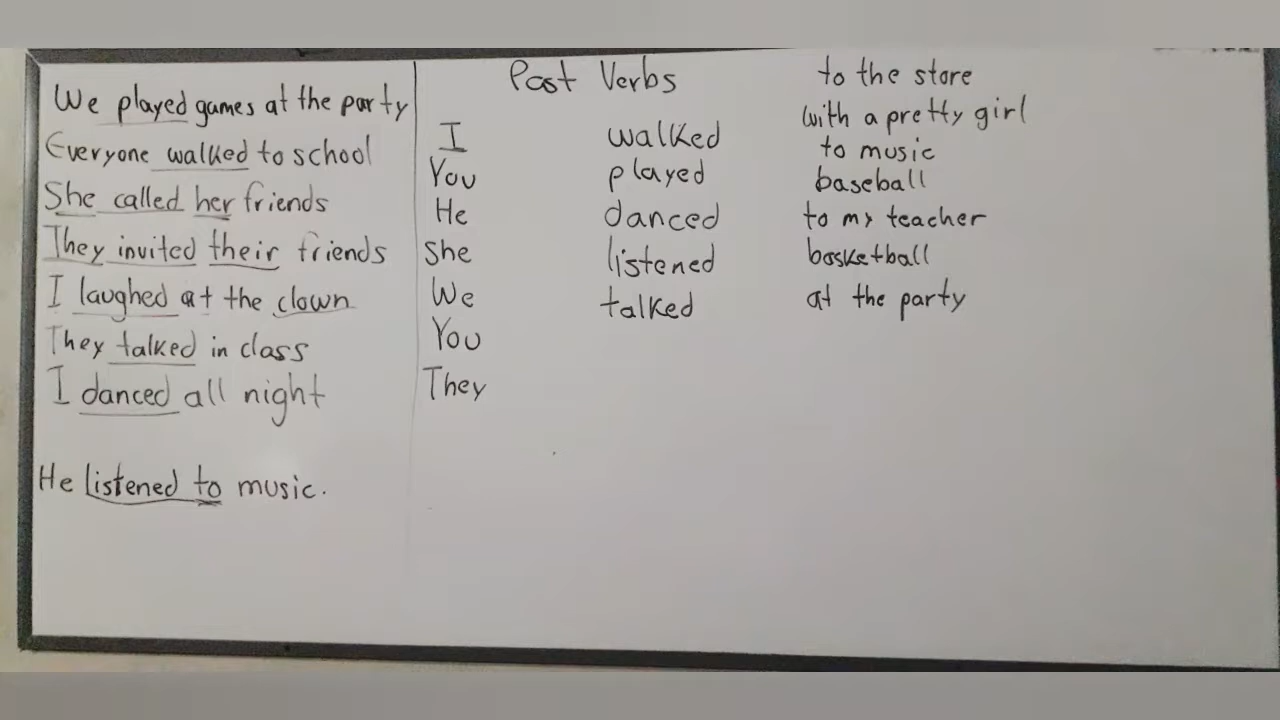 We played games at the party
Everyone walked to school
She called her friends
They invited their friends
I laughed at the clown
They talked in class
I danced all night
He listened to music.
Past Verbs
I
You
He
She
We
You
They
walked
played
danced
listened
talked
to the store
with a pretty girl
to music
baseball
to my teacher
basketball
at the party